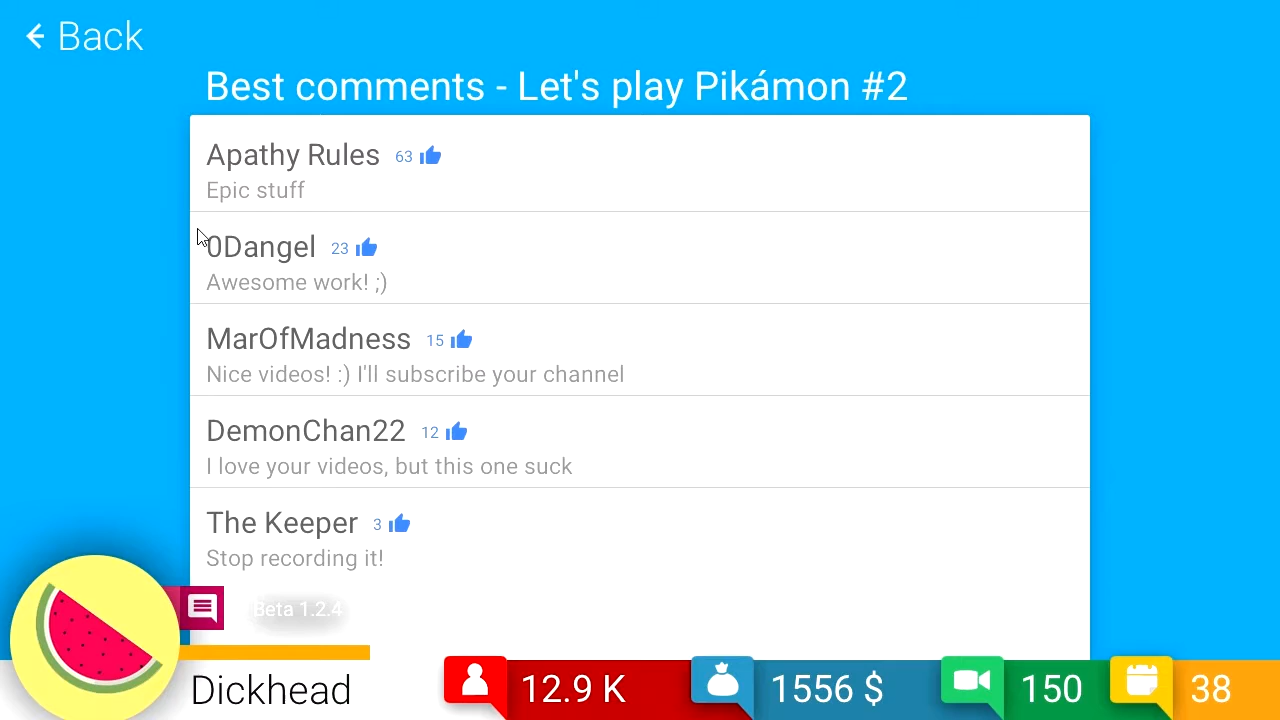 Back
Best comments - Let's play Pikámon #2
Apathy Rules 63
Epic stuff
0Dangel 23
Awesome work! ;)
MarOfMadness 15
Nice videos! :) I'll subscribe your channel
DemonChan22 12
I love your videos, but this one suck
The Keeper 3
Stop recording it!
Beta 1.2.4
Dickhead
12.9 K
1556 $
150
38